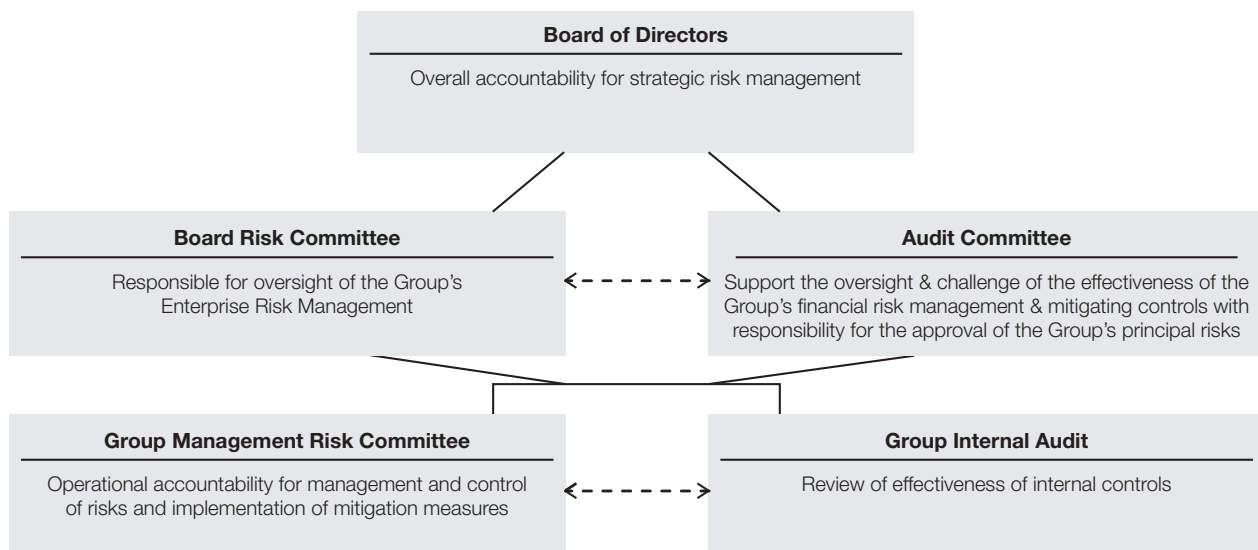 Board of Directors
Overall accountability for strategic risk management
Board Risk Committee
Responsible for oversight of the Group’s
Enterprise Risk Management
Audit Committee
Support the oversight & challenge of the effectiveness of the
Group’s financial risk management & mitigating controls with
responsibility for the approval of the Group’s principal risks
Group Management Risk Committee
Operational accountability for management and control
of risks and implementation of mitigation measures
Group Internal Audit
Review of effectiveness of internal controls